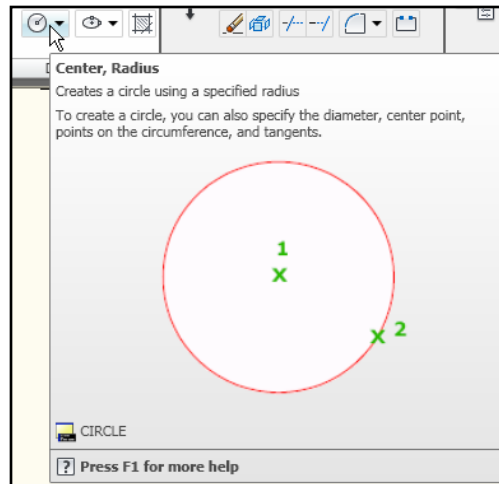 Center, Radius
Creates a circle using a specified radius
To create a circle, you can also specify the diameter, center point,
points on the circumference, and tangents.
1
x
x 2
CIRCLE
? Press F1 for more help